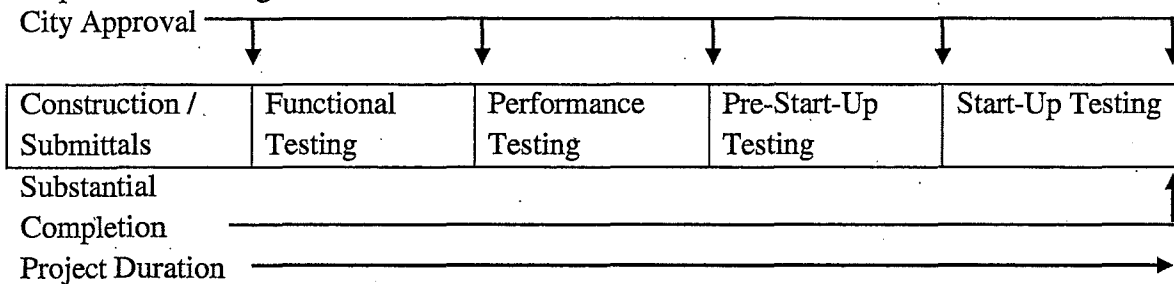 City Approval
Construction / Functional Performance Pre-Start-Up Start-Up Testing
Submittals Testing Testing Testing
Substantial
Completion
Project Duration